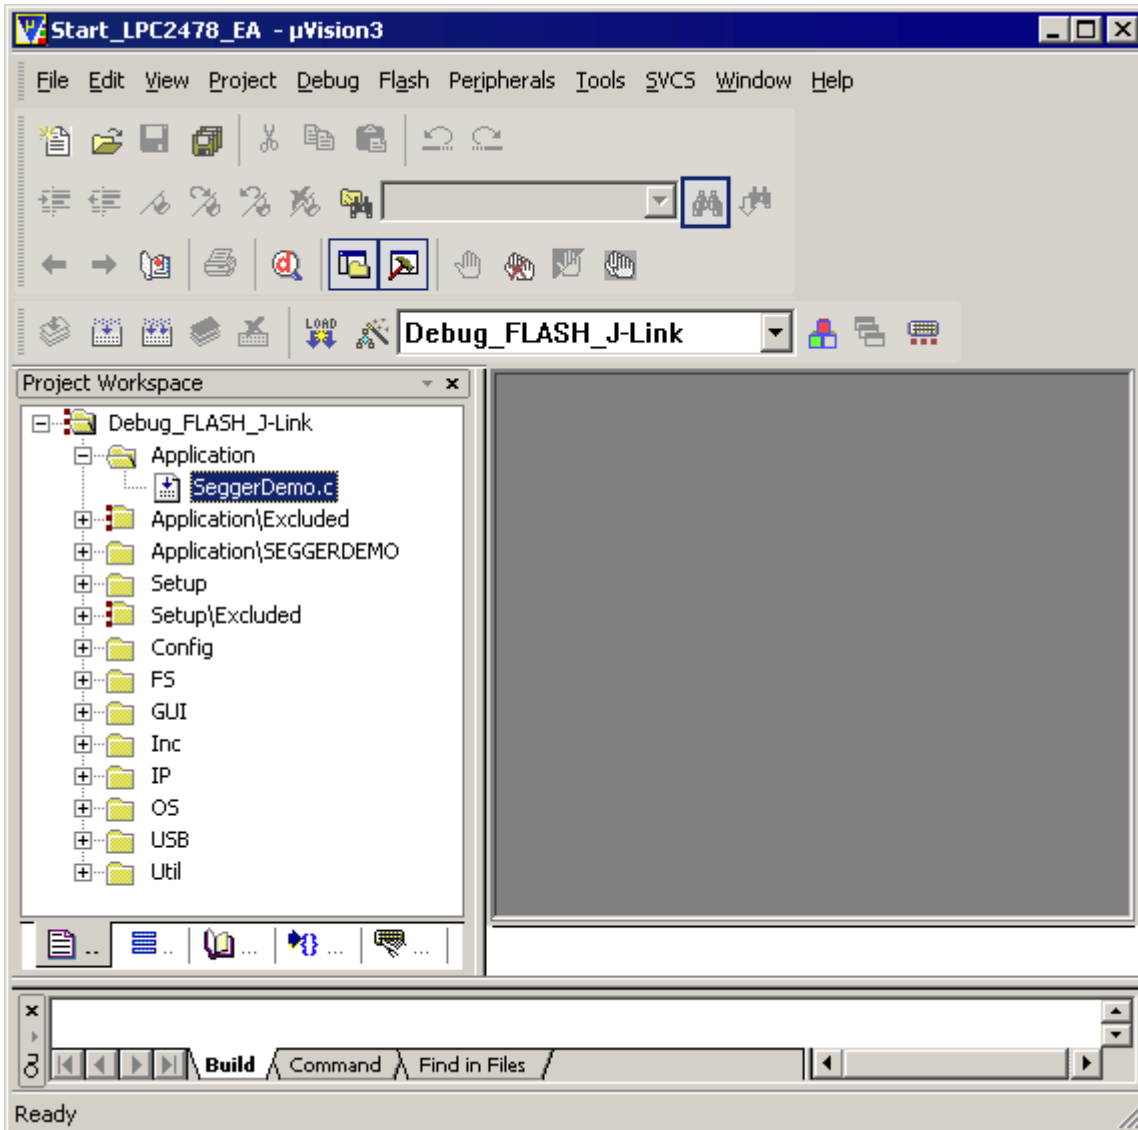 Start_LPC2478_EA - µVision3
File Edit View Project Debug Flash Peripherals Tools SVCS Window Help
LOAD
Debug_FLASH_J-Link
Project Workspace
Debug_FLASH_J-Link
Application
SeggerDemo.c
Application\Excluded
Application\SEGGERDEMO
Setup
Setup\Excluded
Config
FS
GUI
Inc
IP
OS
USB
Util
.. .. ... ... ...
Build Command Find in Files
Ready